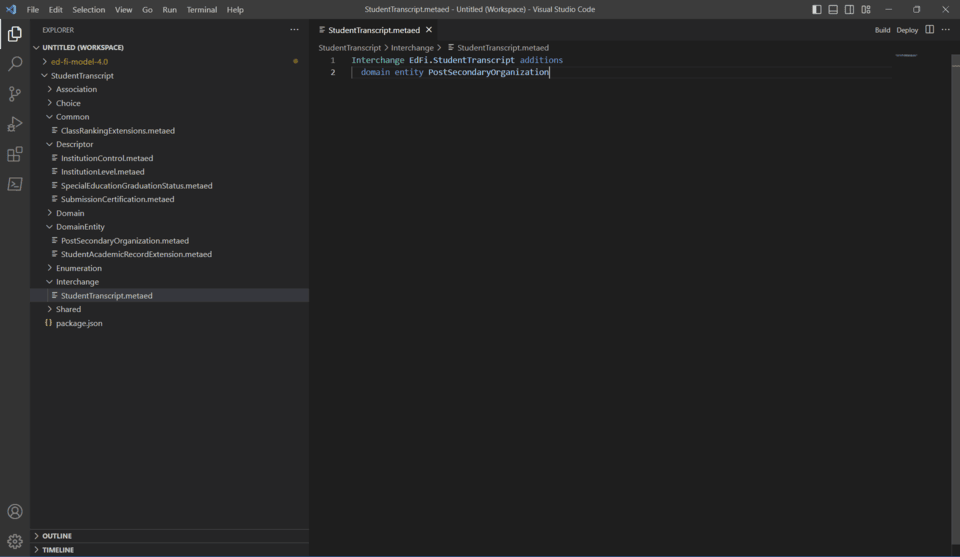 File Edit Selection View Go Run Terminal Help
StudentTranscript.metaed - Untitled (Workspace) - Visual Studio Code
EXPLORER
UNTITLED (WORKSPACE)
ed-fi-model-4.0
StudentTranscript
Association
Choice
Common
ClassRankingExtensions.metaed
Descriptor
InstitutionControl.metaed
InstitutionLevel.metaed
SpecialEducationGraduationStatus.metaed
SubmissionCertification.metaed
Domain
DomainEntity
PostSecondaryOrganization.metaed
StudentAcademicRecordExtension.metaed
Enumeration
Interchange
StudentTranscript.metaed
Shared
{} package.json
OUTLINE
TIMELINE
StudentTranscript.metaed
Build Deploy
StudentTranscript > Interchange > StudentTranscript.metaed
1 Interchange EdFi.StudentTranscript additions
2 domain entity PostSecondaryOrganization